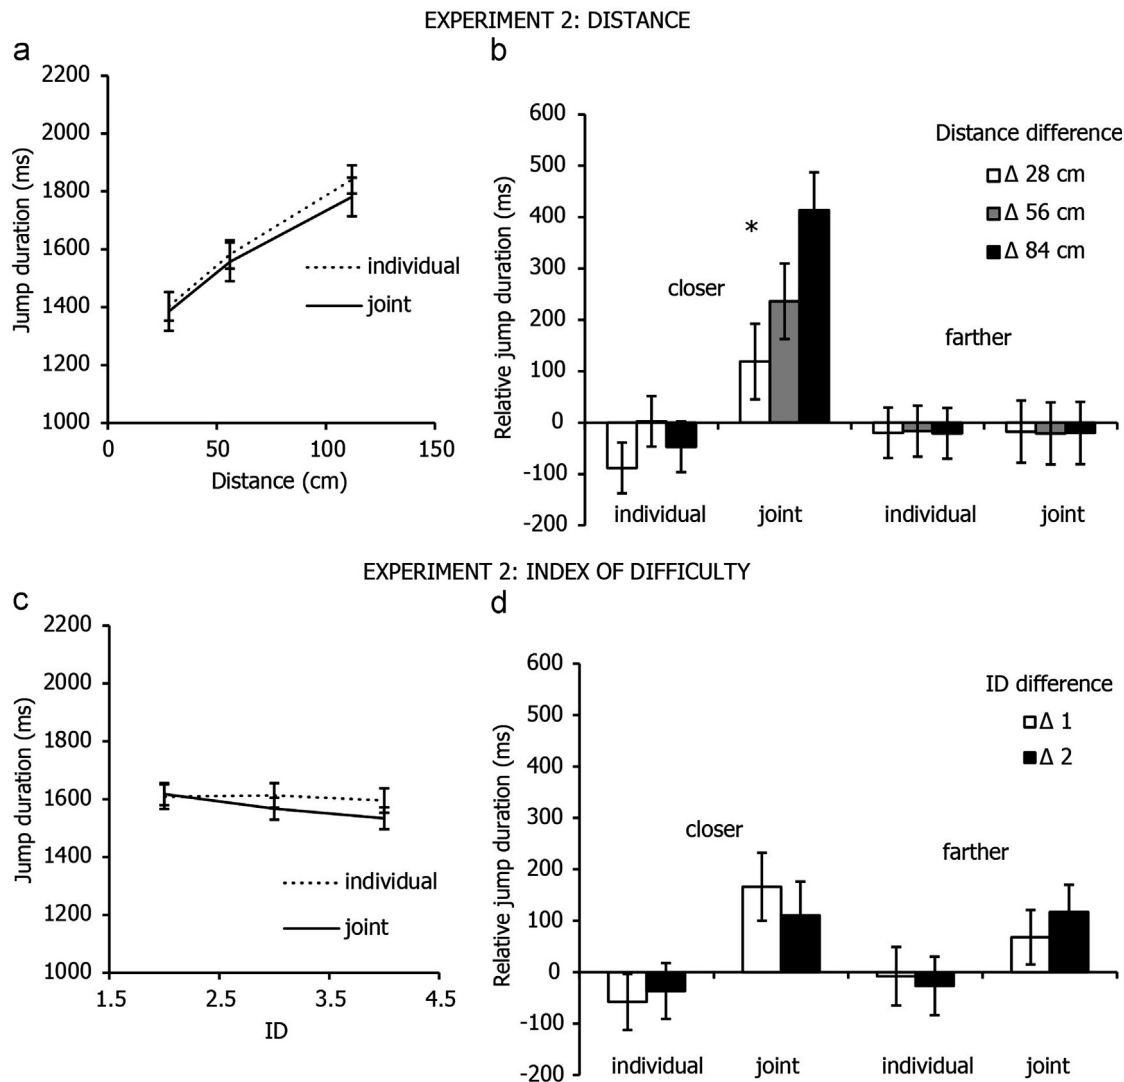 EXPERIMENT 2: DISTANCE
a
Jump duration (ms)
2200
2000
1800
1600
1400
1200
1000
0
50
100
150
Distance (cm)
individual
joint
b
Relative jump duration (ms)
600
500
400
300
200
100
0
-100
-200
Distance difference
Δ 28 cm
Δ 56 cm
Δ 84 cm
*
closer
farther
individual
joint
individual
joint
EXPERIMENT 2: INDEX OF DIFFICULTY
c
Jump duration (ms)
2200
2000
1800
1600
1400
1200
1000
1.5
2.5
3.5
4.5
ID
individual
joint
d
Relative jump duration (ms)
600
500
400
300
200
100
0
-100
-200
ID difference
Δ 1
Δ 2
closer
farther
individual
joint
individual
joint